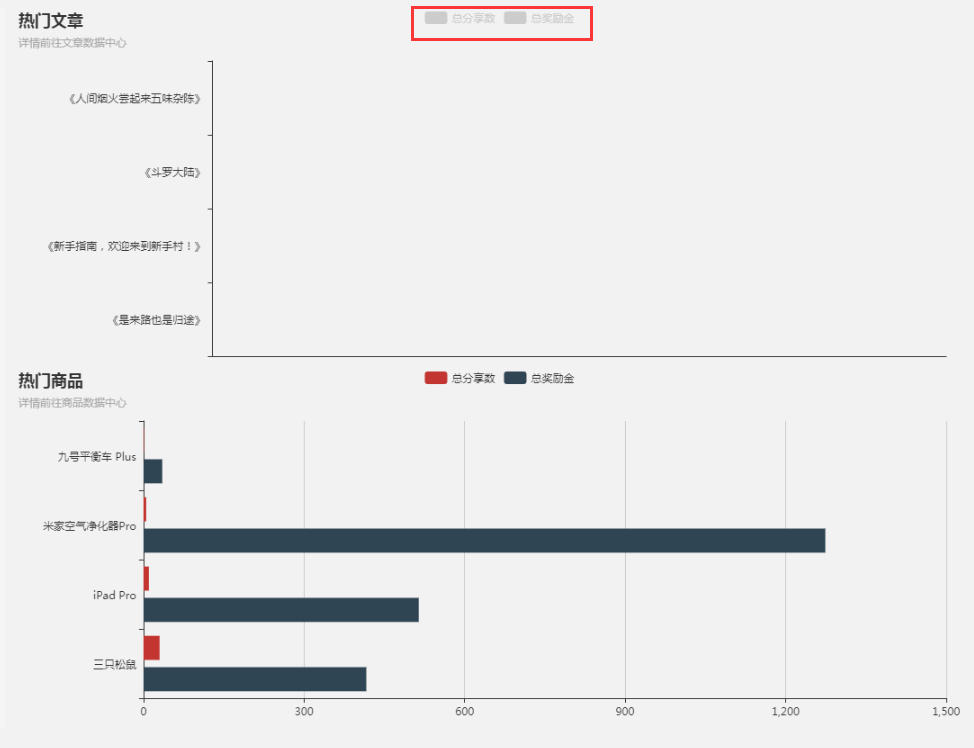 热门文章
总分享数 总奖励金
详情前往文章数据中心
《人间烟火尝起来五味杂陈》
《斗罗大陆》
《新手指南，欢迎来到新手村！》
《是来路也是归途》
热门商品
总分享数 总奖励金
详情前往商品数据中心
九号平衡车 Plus
米家空气净化器Pro
iPad Pro
三只松鼠
0 300 600 900 1,200 1,500